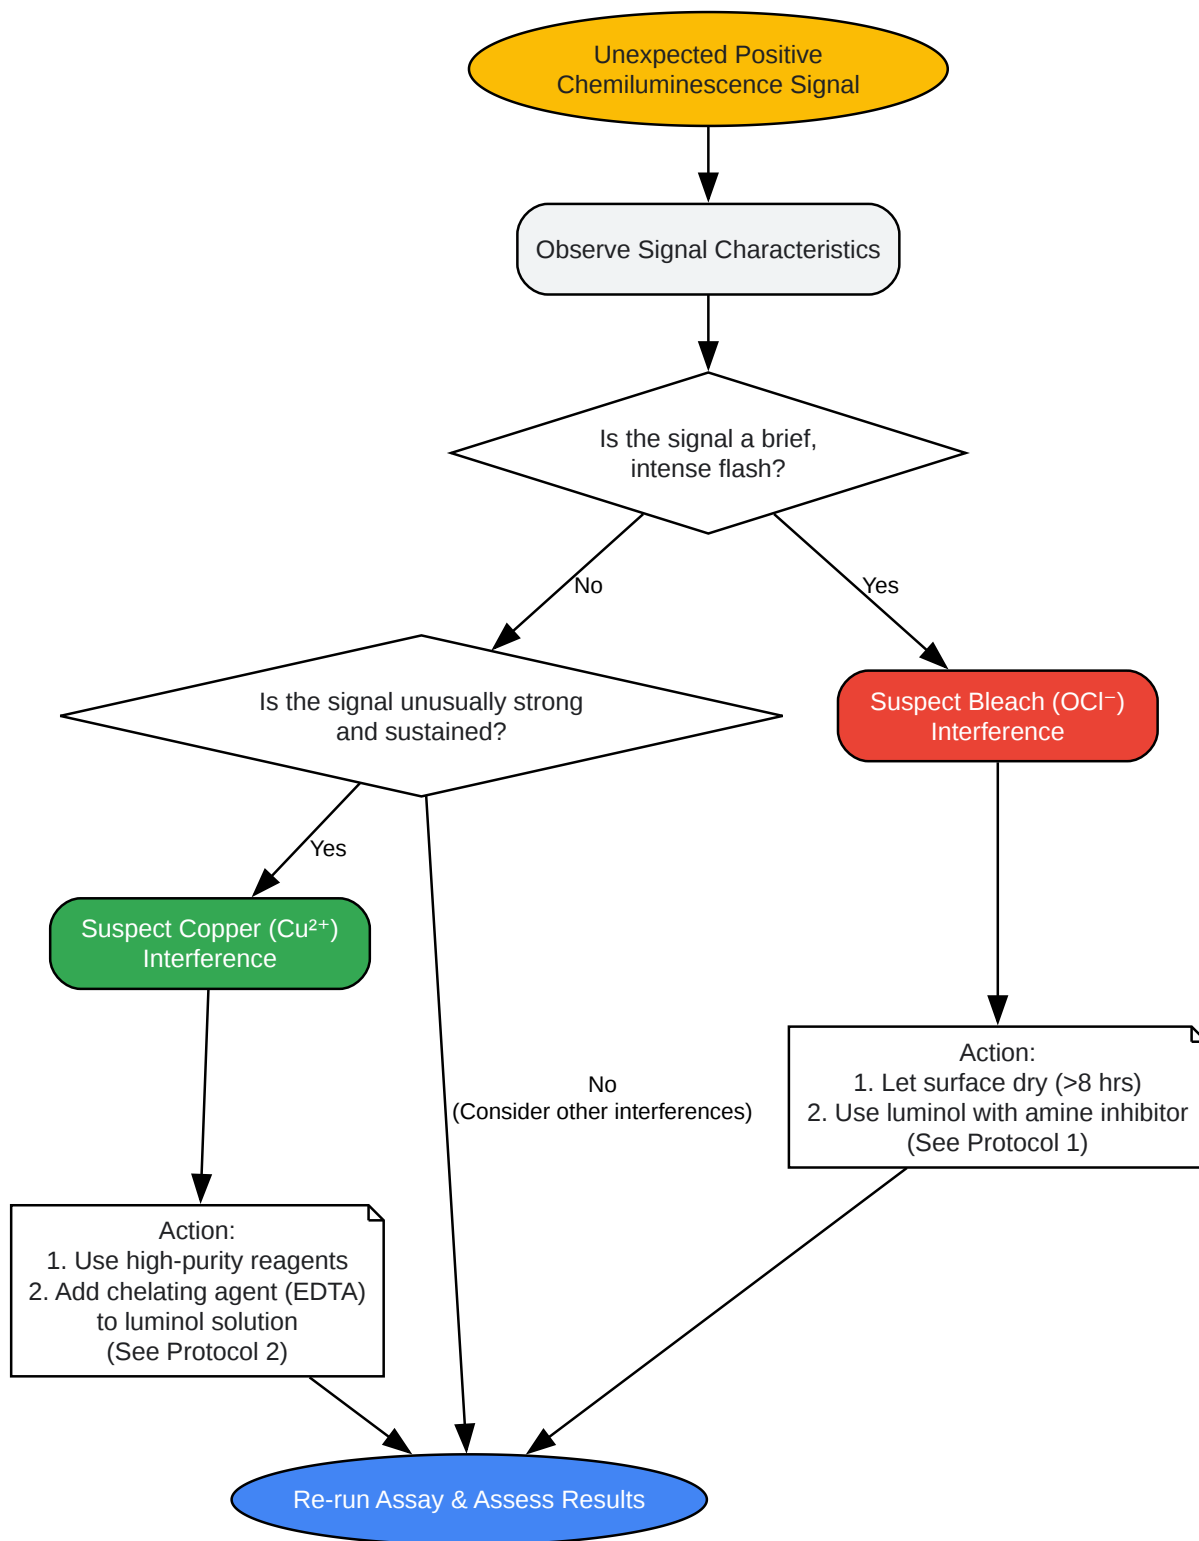 Unexpected Positive
Chemiluminescence Signal
Observe Signal Characteristics
Is the signal a brief,
intense flash?
No
Yes
Is the signal unusually strong
and sustained?
Suspect Bleach (OCl⁻)
Interference
Yes
Suspect Copper (Cu²⁺)
Interference
No
(Consider other interferences)
Action:
1. Let surface dry (>8 hrs)
2. Use luminol with amine inhibitor
(See Protocol 1)
Action:
1. Use high-purity reagents
2. Add chelating agent (EDTA)
to luminol solution
(See Protocol 2)
Re-run Assay & Assess Results